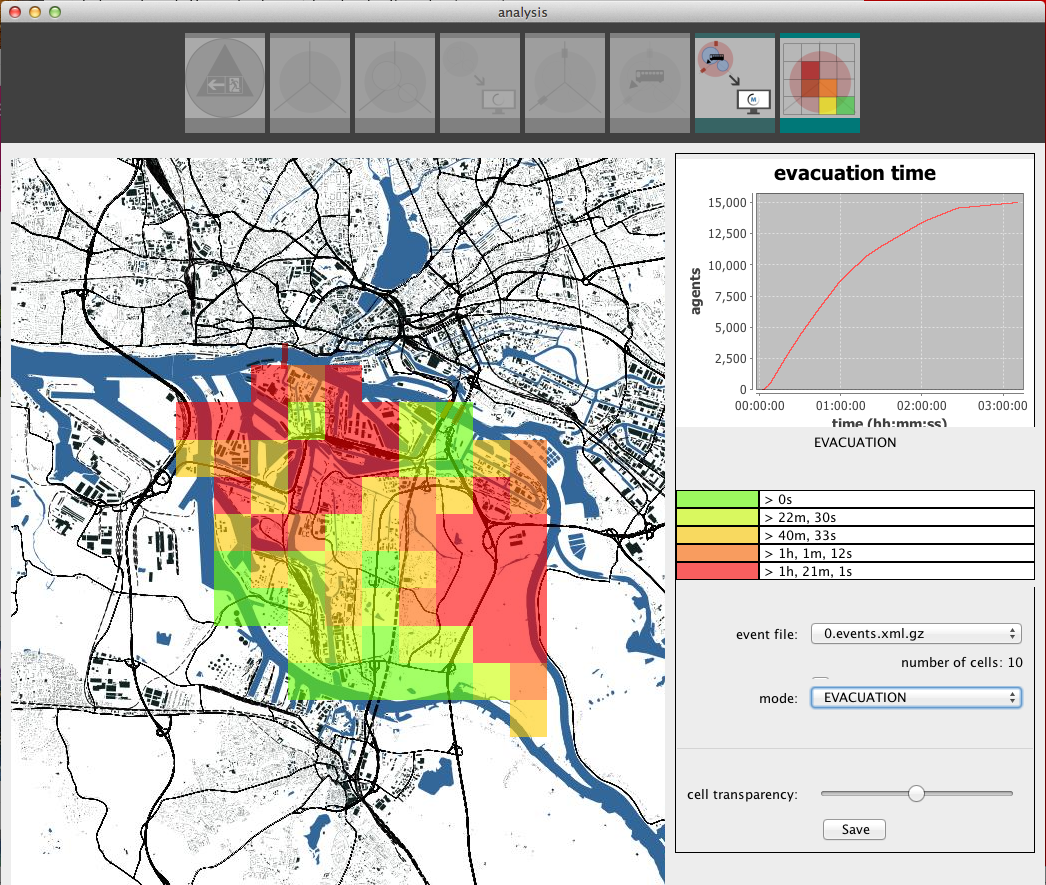 analysis
M
evacuation time
agents
15,000
12,500
10,000
7,500
5,000
2,500
0
00:00:00 01:00:00 02:00:00 03:00:00
time (hh:mm:ss)
EVACUATION
> 0s
> 22m, 30s
> 40m, 33s
> 1h, 1m, 12s
> 1h, 21m, 1s
event file: 0.events.xml.gz
number of cells: 10
mode: EVACUATION
cell transparency:
Save